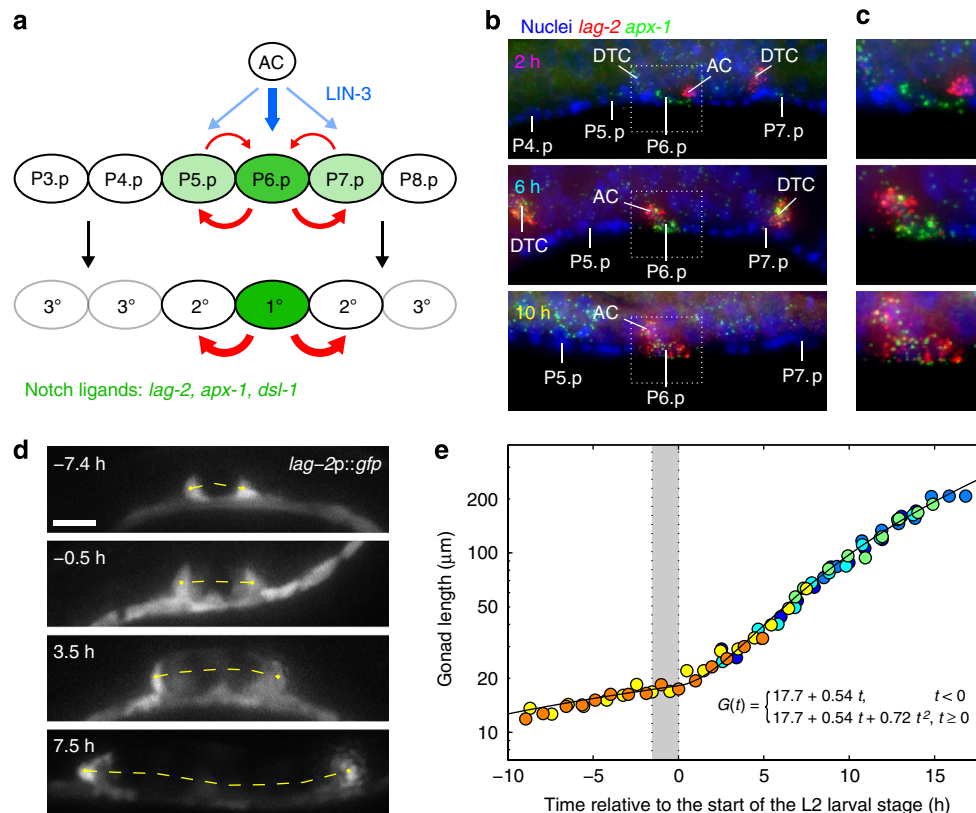 a
AC
LIN-3
P3.p P4.p P5.p P6.p P7.p P8.p
3° 3° 2° 1° 2° 3°
Notch ligands: lag-2, apx-1, dsl-1
b
Nuclei lag-2 apx-1
2 h
DTC
AC
DTC
P4.p
P5.p
P6.p
P7.p
6 h
AC
DTC
DTC
P5.p
P6.p
P7.p
10 h
AC
P5.p
P6.p
P7.p
c
d
−7.4 h
lag−2p::gfp
−0.5 h
3.5 h
7.5 h
e
Gonad length (µm)
200
100
50
20
10
G(t) = { 17.7 + 0.54 t, t < 0
17.7 + 0.54 t + 0.72 t², t ≥ 0
−10 −5 0 5 10 15
Time relative to the start of the L2 larval stage (h)